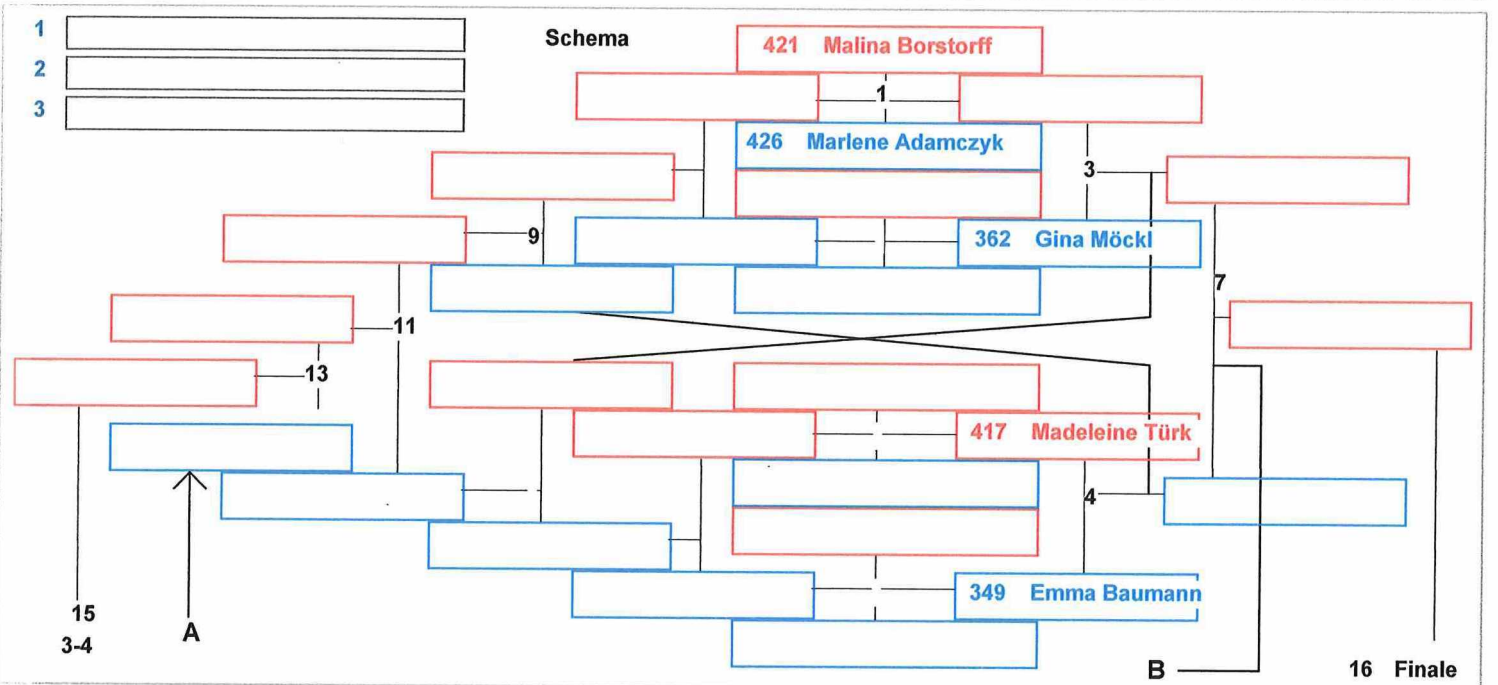 1
Schema
421 Malina Borstorff
2
1
3
426 Marlene Adamczyk
3
9
362 Gina Möckl
7
11
13
417 Madeleine Türk
4
349 Emma Baumann
15
3-4
A
B
16 Finale